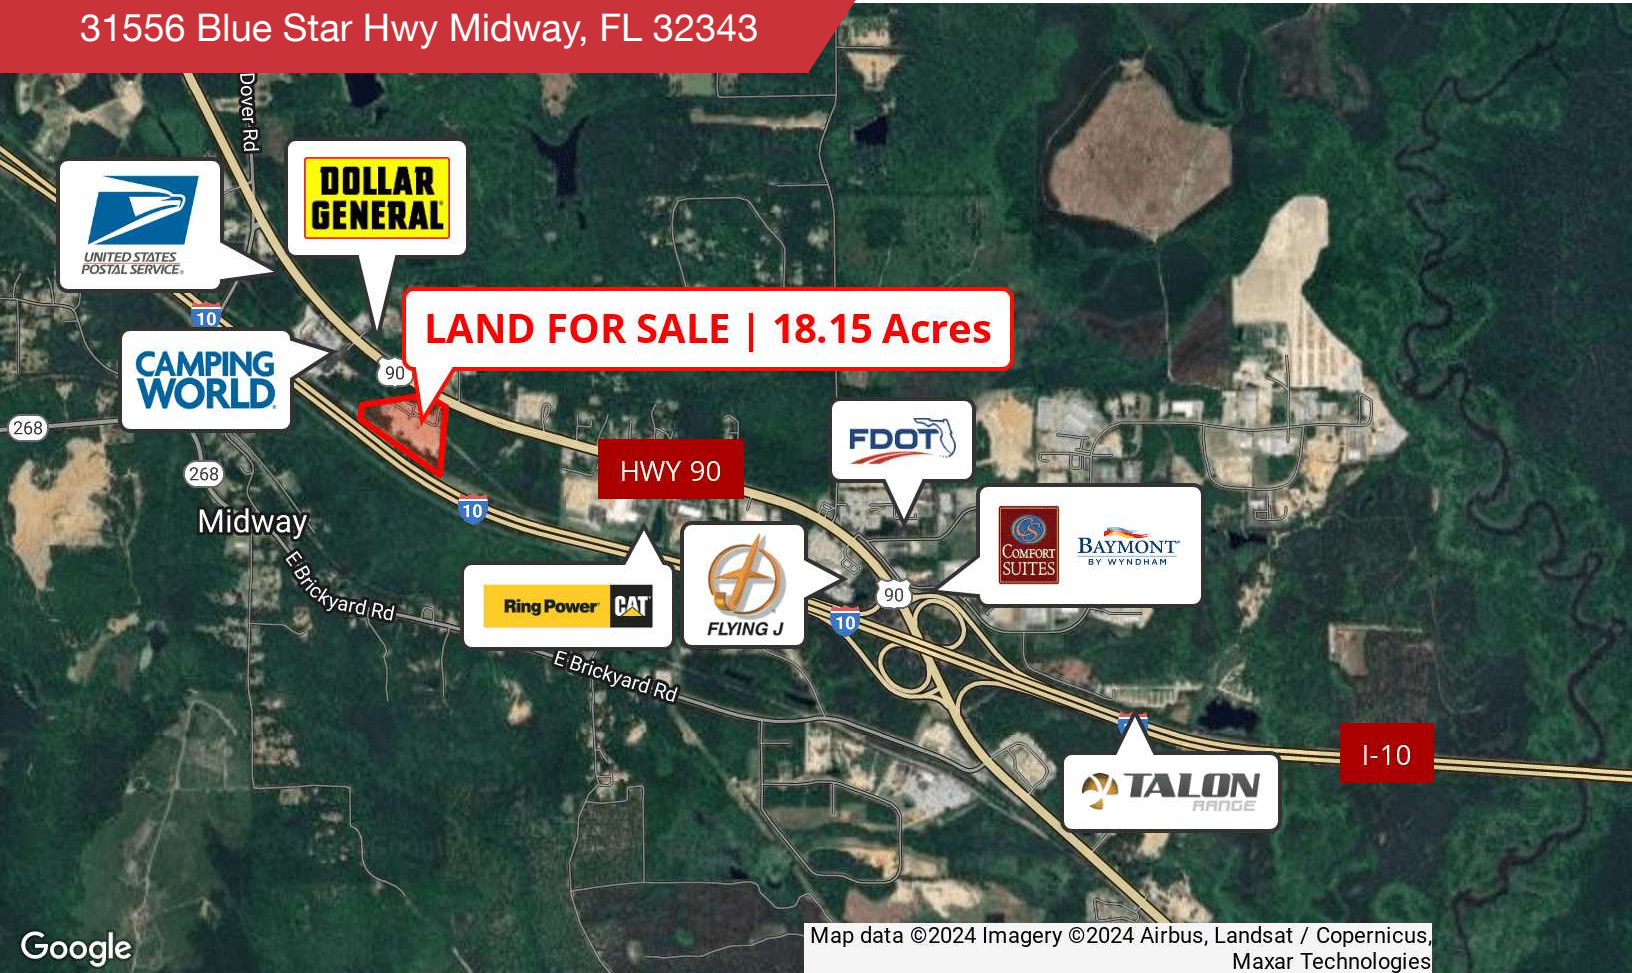 31556 Blue Star Hwy Midway, FL 32343
Dover Rd
UNITED STATES
POSTAL SERVICE®
DOLLAR
GENERAL®
10
CAMPING
WORLD®
LAND FOR SALE | 18.15 Acres
90
268
268
Midway
10
HWY 90
FDOT
COMFORT
SUITES
BAYMONT®
BY WYNDHAM
Ring Power® CAT
FLYING J
90
10
E Brickyard Rd
E Brickyard Rd
TALON
RANGE
I-10
Google
Map data ©2024 Imagery ©2024 Airbus, Landsat / Copernicus,
Maxar Technologies